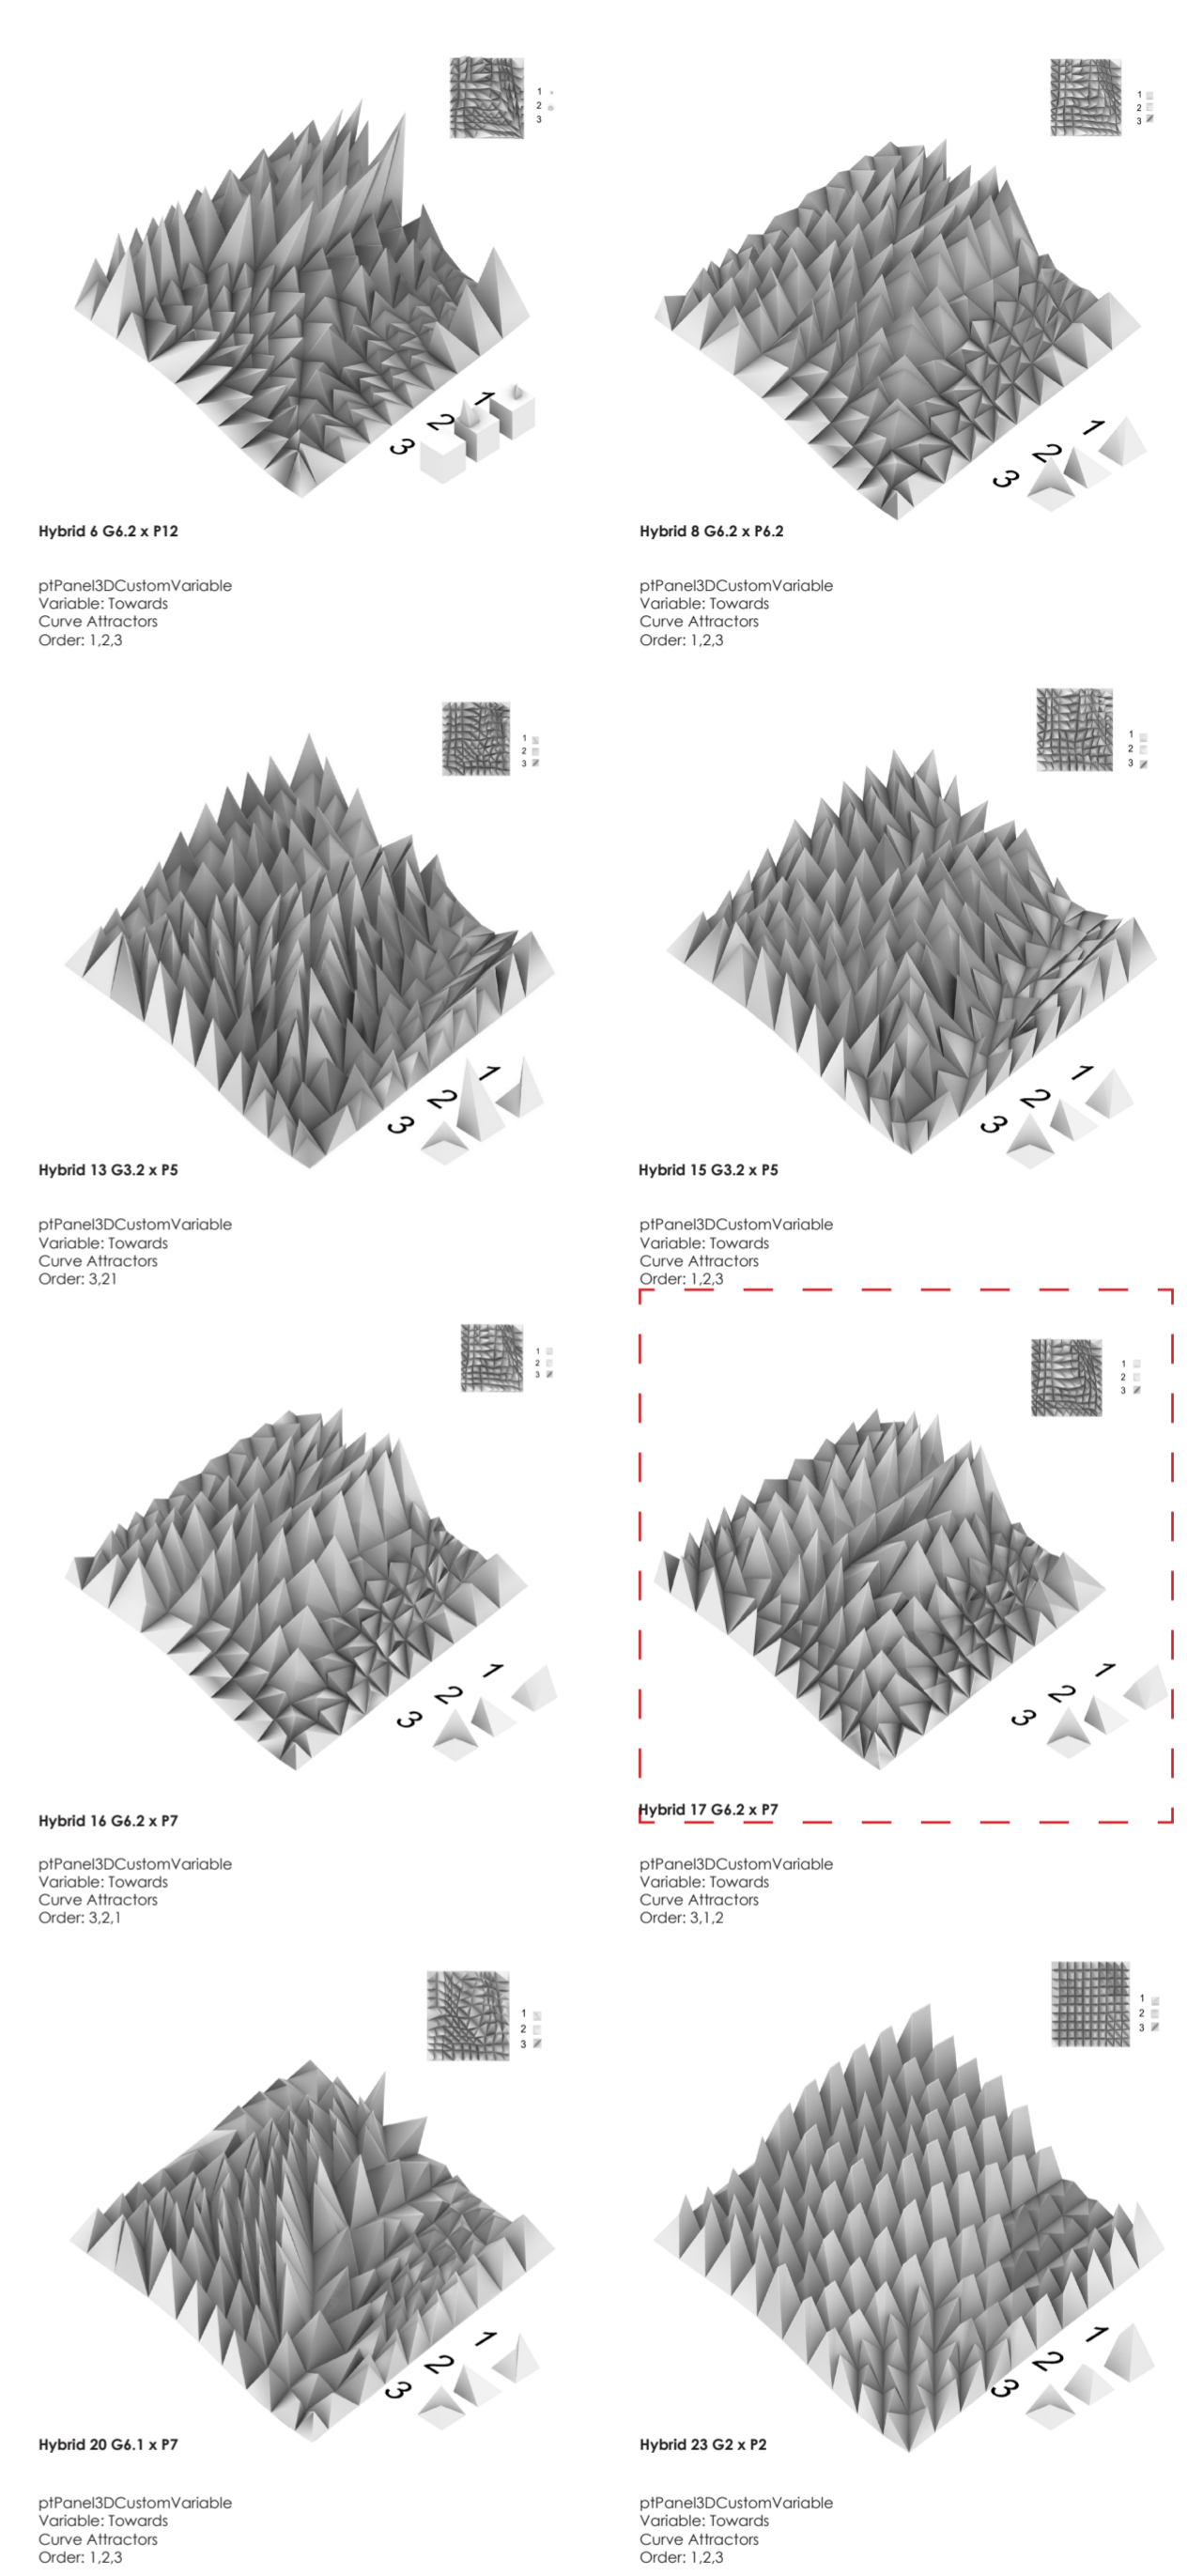 1
2
3
1
2
3
1
2
3
1
2
3
Hybrid 6 G6.2 x P12
Hybrid 8 G6.2 x P6.2
ptPanel3DCustomVariable
Variable: Towards
Curve Attractors
Order: 1,2,3
ptPanel3DCustomVariable
Variable: Towards
Curve Attractors
Order: 1,2,3
1
2
3
1
2
3
1
2
3
1
2
3
Hybrid 13 G3.2 x P5
Hybrid 15 G3.2 x P5
ptPanel3DCustomVariable
Variable: Towards
Curve Attractors
Order: 3,21
ptPanel3DCustomVariable
Variable: Towards
Curve Attractors
Order: 1,2,3
1
2
3
1
2
3
1
2
3
1
2
3
Hybrid 16 G6.2 x P7
Hybrid 17 G6.2 x P7
ptPanel3DCustomVariable
Variable: Towards
Curve Attractors
Order: 3,2,1
ptPanel3DCustomVariable
Variable: Towards
Curve Attractors
Order: 3,1,2
1
2
3
1
2
3
1
2
3
1
2
3
Hybrid 20 G6.1 x P7
Hybrid 23 G2 x P2
ptPanel3DCustomVariable
Variable: Towards
Curve Attractors
Order: 1,2,3
ptPanel3DCustomVariable
Variable: Towards
Curve Attractors
Order: 1,2,3